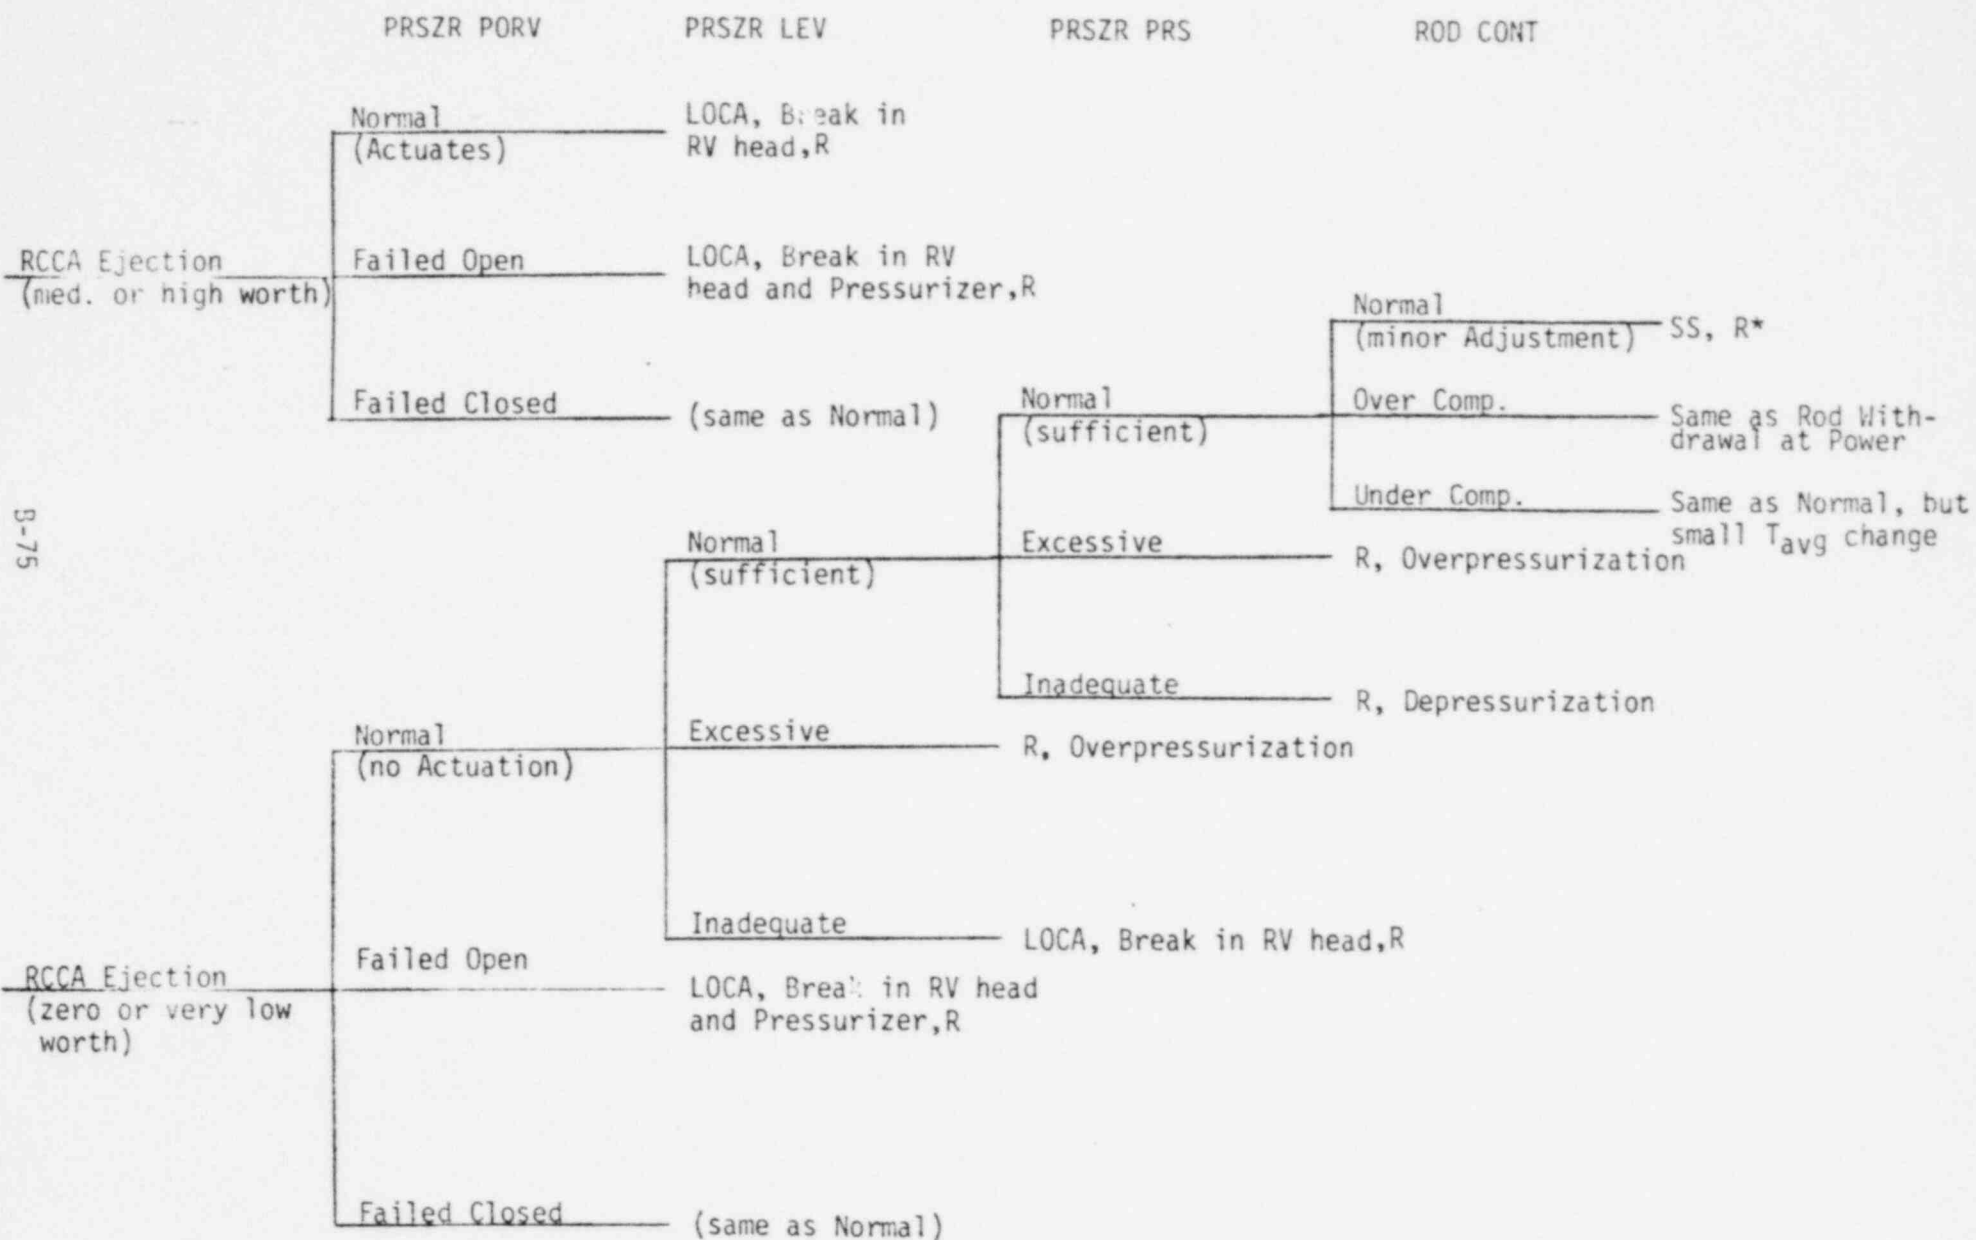 PRSZR PORV
PRSZR LEV
PRSZR PRS
ROD CONT
Normal
(Actuates)
LOCA, Break in
RV head,R
RCCA Ejection
(med. or high worth)
Failed Open
LOCA, Break in RV
head and Pressurizer,R
Failed Closed
(same as Normal)
Normal
(minor Adjustment)
SS, R*
Normal
(sufficient)
Over Comp.
Same as Rod With-
drawal at Power
Under Comp.
Same as Normal, but
small Tavg change
B-75
Normal
(sufficient)
Excessive
R, Overpressurization
Inadequate
R, Depressurization
Normal
(no Actuation)
Excessive
R, Overpressurization
Inadequate
LOCA, Break in RV head,R
RCCA Ejection
(zero or very low
worth)
Failed Open
LOCA, Break in RV head
and Pressurizer,R
Failed Closed
(same as Normal)